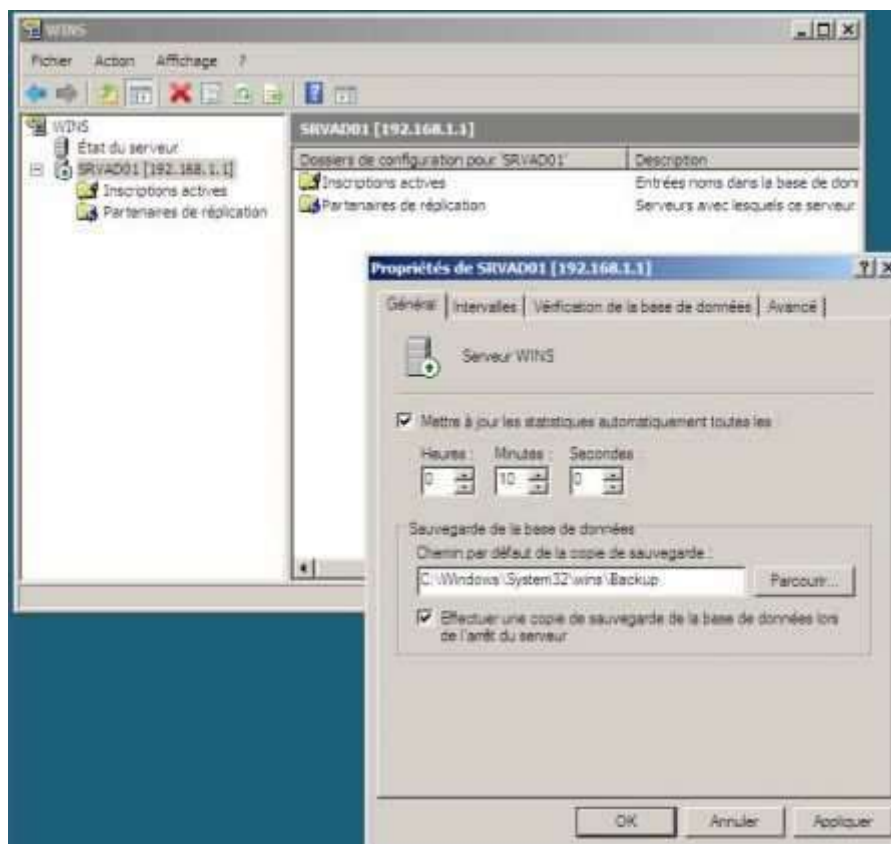 WINS
Fichier Action Affichage ?
WINS
État du serveur
SRVAD01 [192.168.1.1]
Inscriptions actives
Partenaires de réplication
SRVAD01 [192.168.1.1]
Dossiers de configuration pour 'SRVAD01' Description
Inscriptions actives Entrées noms dans la base de don
Partenaires de réplication Serveurs avec lesquels ce serveur
Propriétés de SRVAD01 [192.168.1.1]
Général Intervalles Vérification de la base de données Avancé
Serveur WINS
Mettre à jour les statistiques automatiquement toutes les :
Heures : Minutes : Secondes :
0 10 0
Sauvegarde de la base de données
Chemin par défaut de la copie de sauvegarde :
C:\Windows\System32\wins\Backup Parcourir...
Effectuer une copie de sauvegarde de la base de données lors
de l'arrêt du serveur
OK Annuler Appliquer